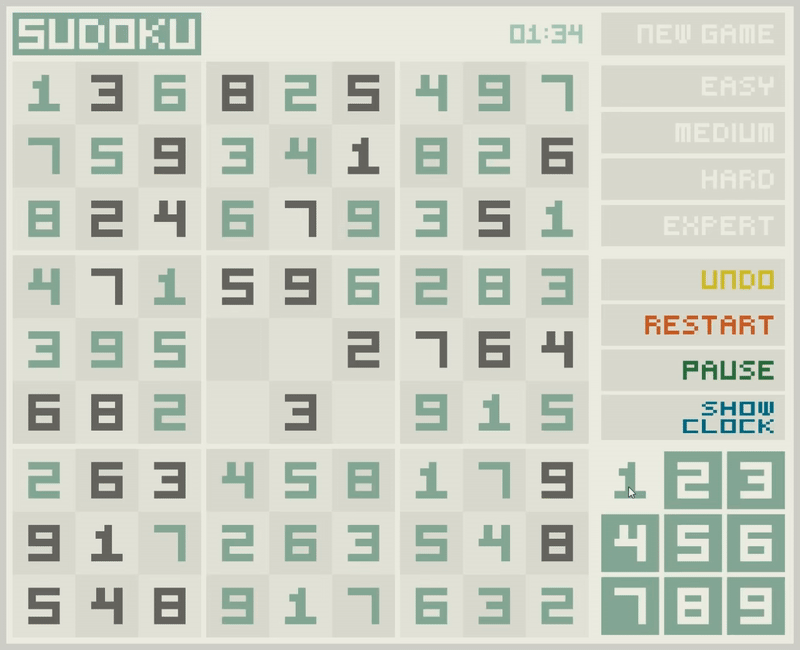 SUDOKU 01:34
NEW GAME
EASY
MEDIUM
HARD
EXPERT
UNDO
RESTART
PAUSE
SHOW
CLOCK
1 3 6 8 2 5 4 9 7
7 5 9 3 4 1 8 2 6
8 2 4 6 7 9 3 5 1
4 7 1 5 9 6 2 8 3
3 9 5 2 7 6 4
6 8 2 3 9 1 5
2 6 3 4 5 8 1 7 9
9 1 7 2 6 3 5 4 8
5 4 8 9 1 7 6 3 2
1 2 3
4 5 6
7 8 9